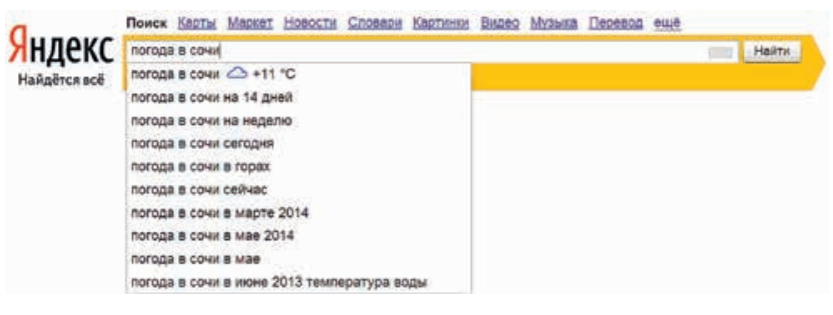 Поиск Карты Маркет Новости Словари Картинки Видео Музыка Перевод ещё
Яндекс
погода в сочи
Найти
Найдётся всё
погода в сочи +11 °C
погода в сочи на 14 дней
погода в сочи на неделю
погода в сочи сегодня
погода в сочи в горах
погода в сочи сейчас
погода в сочи в марте 2014
погода в сочи в мае 2014
погода в сочи в мае
погода в сочи в июне 2013 температура воды